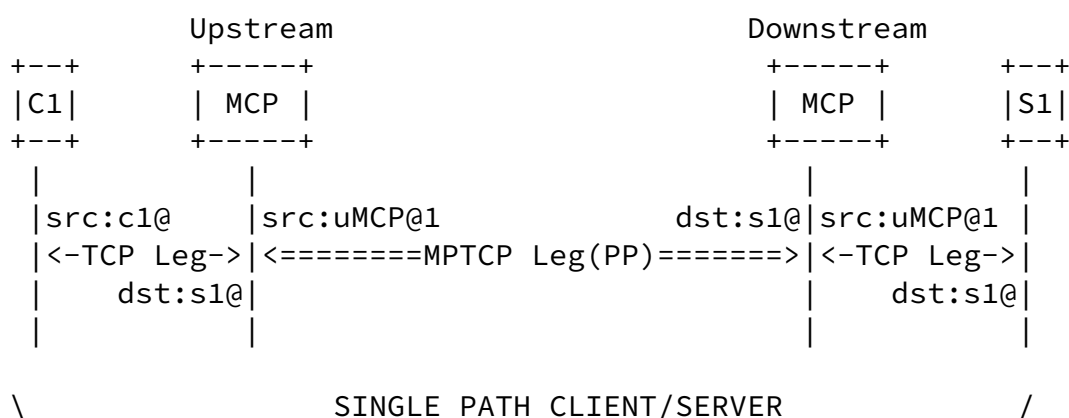 Upstream Downstream
+--+ +-----+ +-----+ +--+
|C1| | MCP | | MCP | |S1|
+--+ +-----+ +-----+ +--+
| | | |
|src:c1@ |src:uMCP@1 dst:s1@|src:uMCP@1 |
|<-TCP Leg->|<========MPTCP Leg(PP)=======>|<-TCP Leg->|
| dst:s1@| | dst:s1@|
| | | |
\ SINGLE PATH CLIENT/SERVER /